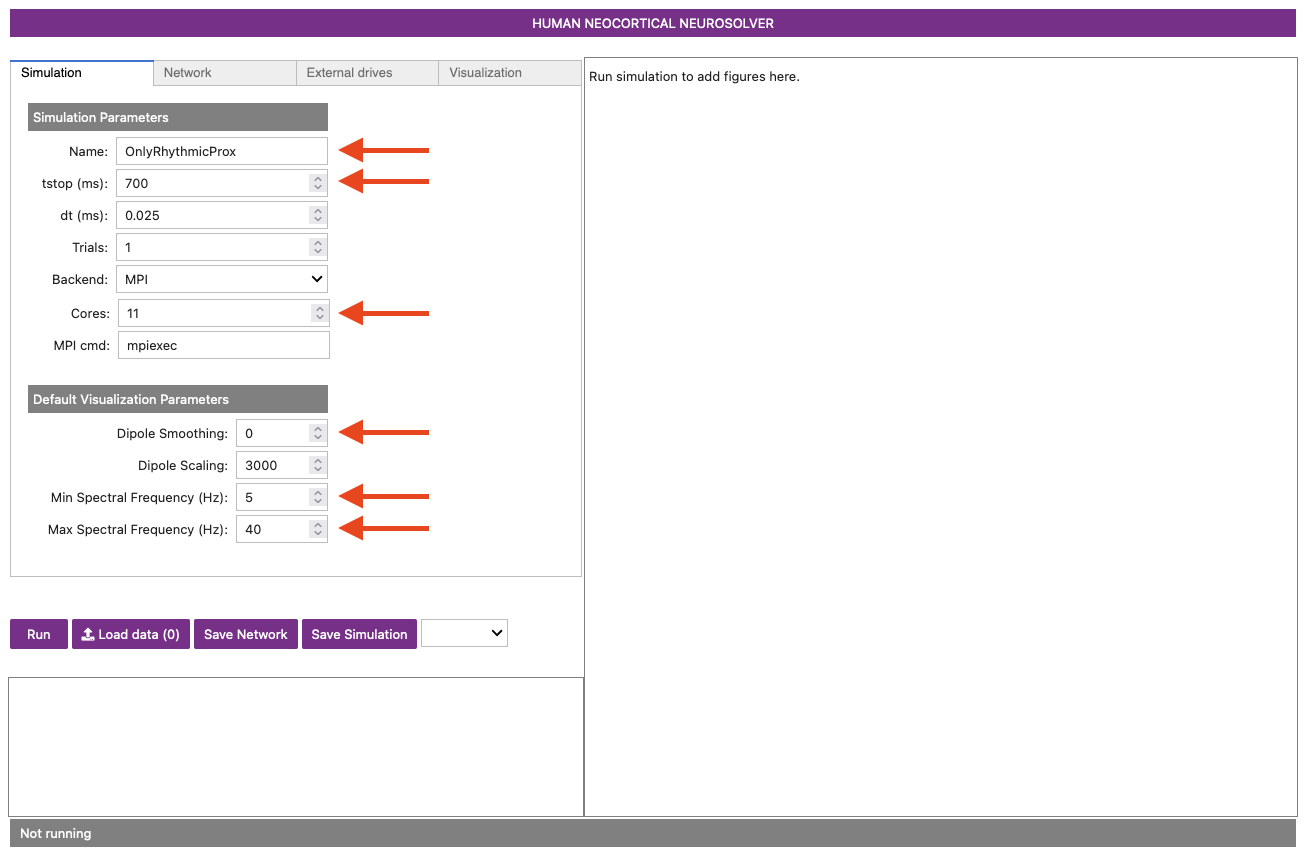 HUMAN NEOCORTICAL NEUROSOLVER
Simulation
Network
External drives
Visualization
Simulation Parameters
Name: OnlyRhythmicProx
tstop (ms): 700
dt (ms): 0.025
Trials: 1
Backend: MPI
Cores: 11
MPI cmd: mpiexec
Default Visualization Parameters
Dipole Smoothing: 0
Dipole Scaling: 3000
Min Spectral Frequency (Hz): 5
Max Spectral Frequency (Hz): 40
Run
Load data (0)
Save Network
Save Simulation
Run simulation to add figures here.
Not running